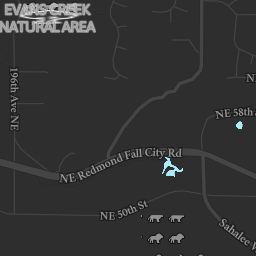 EVANS CREEK
NATURAL AREA
196th Ave NE
NE 58th
NE Redmond Fall City Rd
NE 50th St
Sahalee W